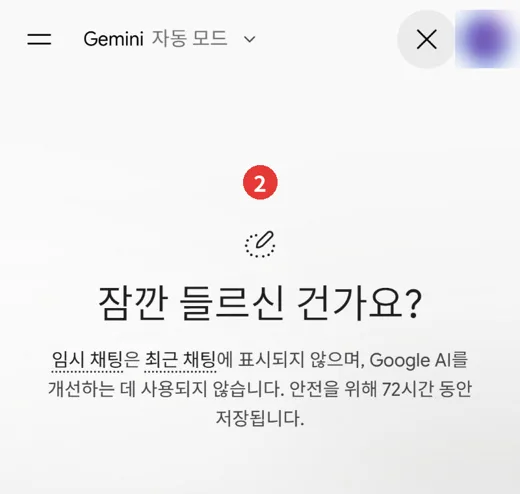 Gemini 자동 모드
2
잠깐 들르신 건가요?
임시 채팅은 최근 채팅에 표시되지 않으며, Google AI를
개선하는 데 사용되지 않습니다. 안전을 위해 72시간 동안
저장됩니다.